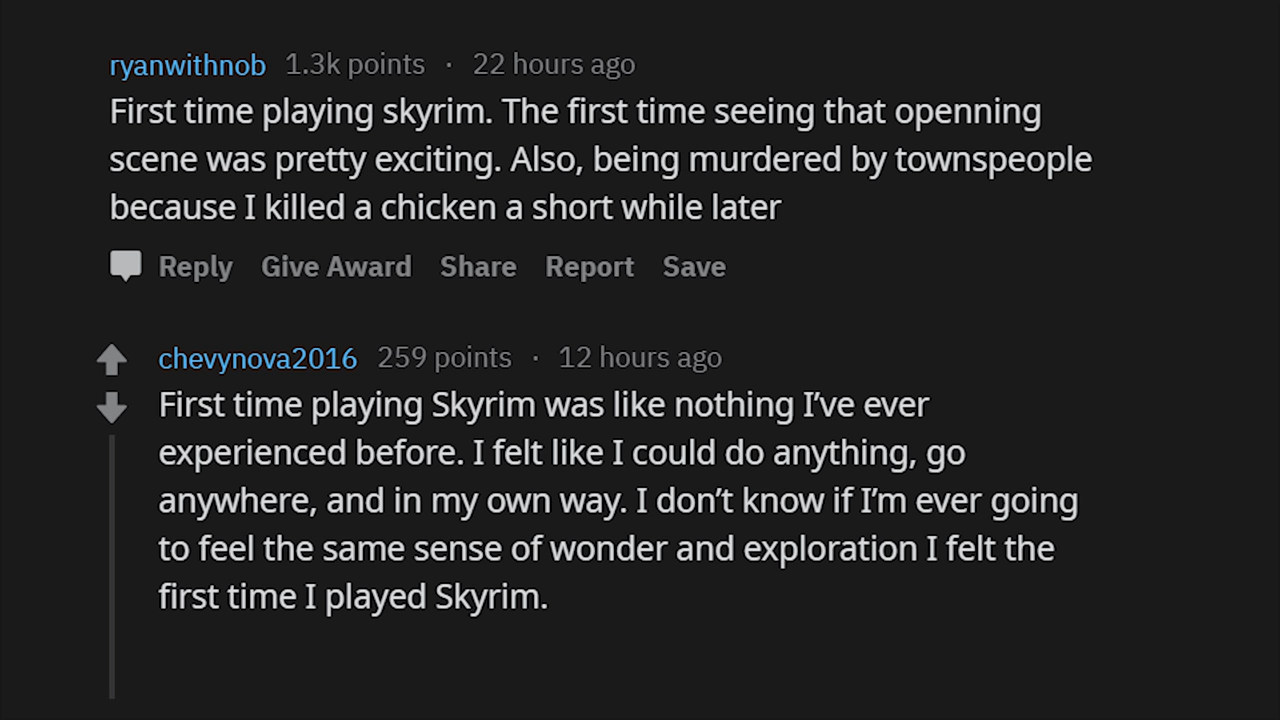 ryanwithnob 1.3k points · 22 hours ago
First time playing skyrim. The first time seeing that openning
scene was pretty exciting. Also, being murdered by townspeople
because I killed a chicken a short while later
Reply Give Award Share Report Save
chevynova2016 259 points · 12 hours ago
First time playing Skyrim was like nothing I’ve ever
experienced before. I felt like I could do anything, go
anywhere, and in my own way. I don’t know if I’m ever going
to feel the same sense of wonder and exploration I felt the
first time I played Skyrim.